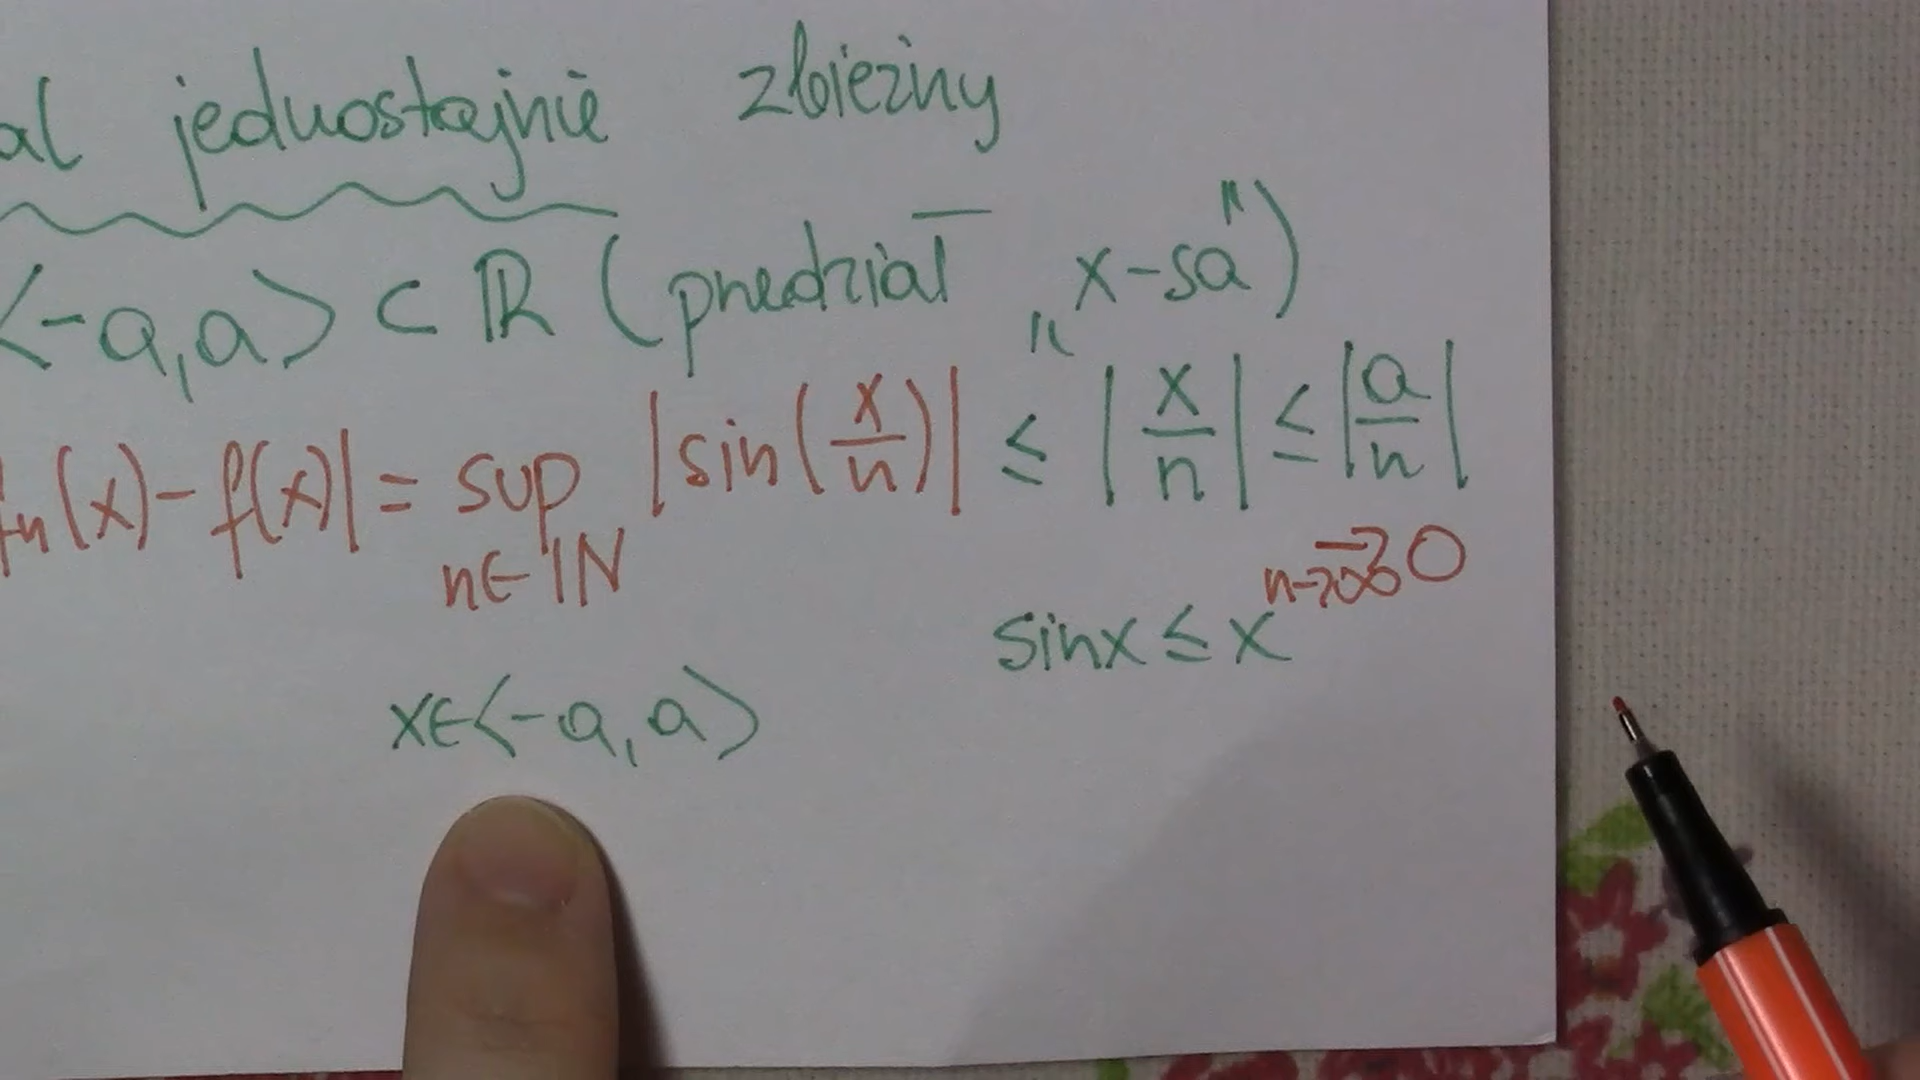 al jednostajnie zbieżny
<-a,a> ⊂ ℝ (przedział „x-sa")
fn(x)-f(x)| = sup n∈ℕ |sin(x/n)| ≤ |x/n| ≤ |a/n| →0 n→∞
sinx ≤ x
x∈<-a,a>